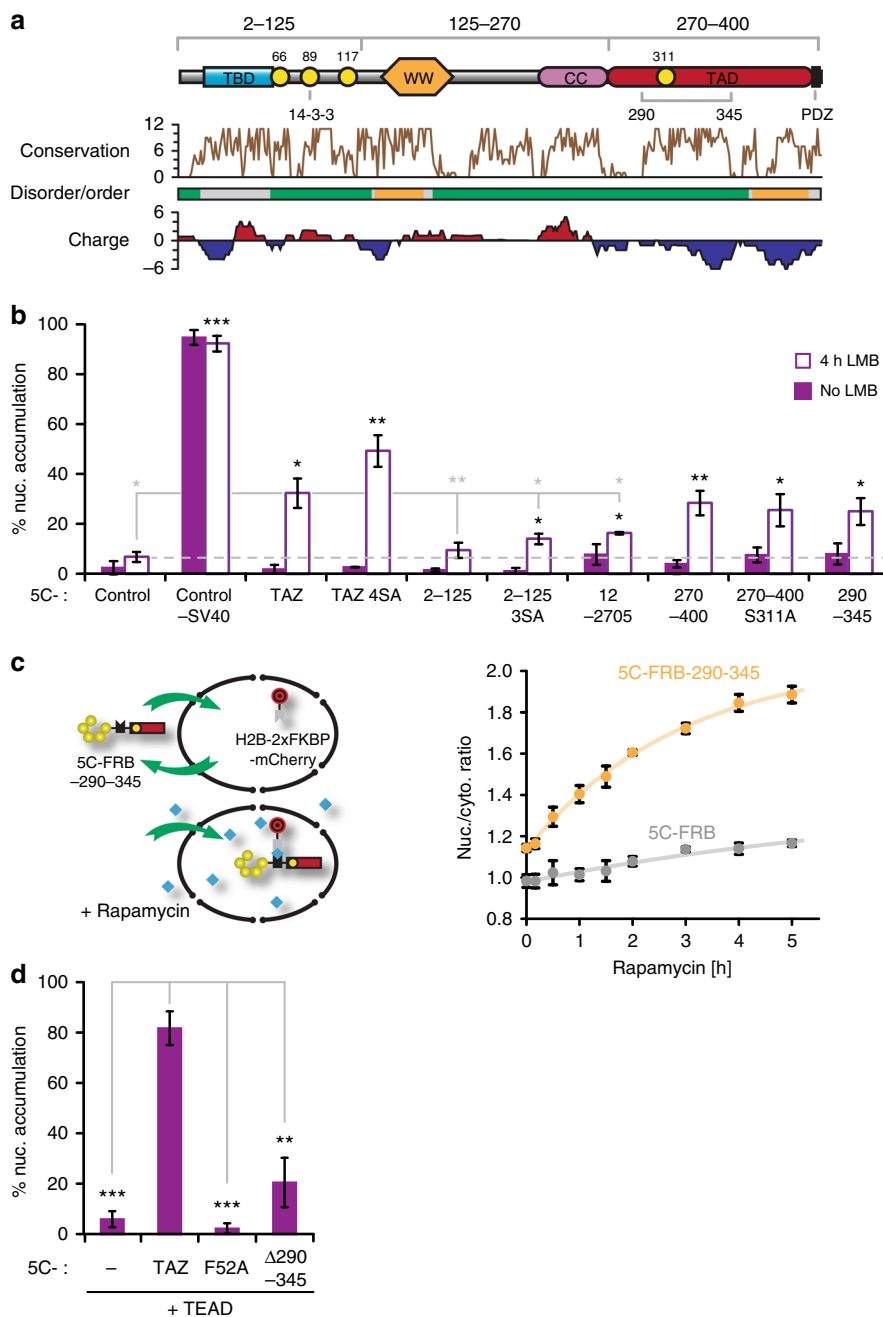 a
2–125 125–270 270–400
66 89 117 311
TBD WW CC TAD
14-3-3 290 345 PDZ
12
Conservation 6
0
Disorder/order
6
Charge 0
−6
b
100
80
60
40
20
0
% nuc. accumulation
4 h LMB
No LMB
* *** * ** ** * * * * ** * *
5C- : Control Control –SV40 TAZ TAZ 4SA 2–125 2–125 3SA 12 –2705 270 –400 270–400 S311A 290 –345
c
5C-FRB
–290–345
H2B-2xFKBP
-mCherry
+ Rapamycin
2.0
1.8
1.6
1.4
1.2
1.0
0.8
Nuc./cyto. ratio
5C-FRB-290-345
5C-FRB
0 1 2 3 4 5
Rapamycin [h]
d
100
80
60
40
20
0
% nuc. accumulation
*** *** **
5C- : – TAZ F52A Δ290 –345
+ TEAD